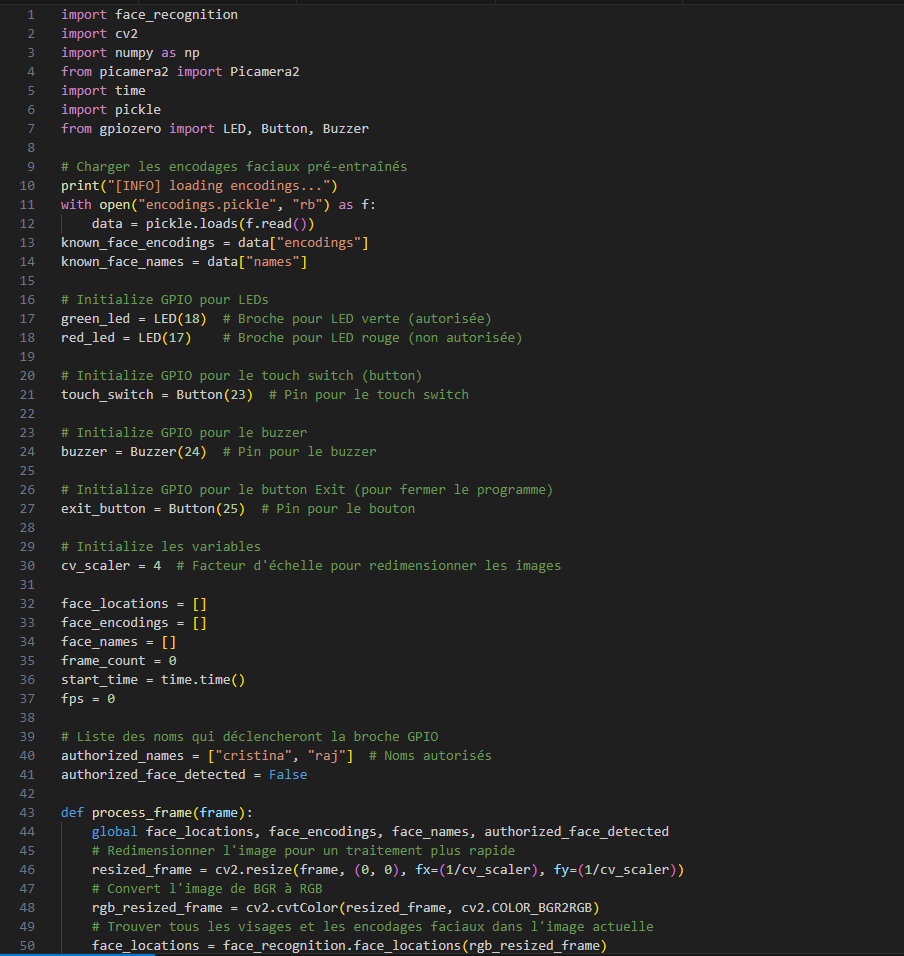 1 import face_recognition
2 import cv2
3 import numpy as np
4 from picamera2 import Picamera2
5 import time
6 import pickle
7 from gpiozero import LED, Button, Buzzer
8
9 # Charger les encodages faciaux pré-entraînés
10 print("[INFO] loading encodings...")
11 with open("encodings.pickle", "rb") as f:
12     data = pickle.loads(f.read())
13 known_face_encodings = data["encodings"]
14 known_face_names = data["names"]
15
16 # Initialize GPIO pour LEDs
17 green_led = LED(18)  # Broche pour LED verte (autorisée)
18 red_led = LED(17)    # Broche pour LED rouge (non autorisée)
19
20 # Initialize GPIO pour le touch switch (button)
21 touch_switch = Button(23)  # Pin pour le touch switch
22
23 # Initialize GPIO pour le buzzer
24 buzzer = Buzzer(24)  # Pin pour le buzzer
25
26 # Initialize GPIO pour le button Exit (pour fermer le programme)
27 exit_button = Button(25)  # Pin pour le bouton
28
29 # Initialize les variables
30 cv_scaler = 4  # Facteur d'échelle pour redimensionner les images
31
32 face_locations = []
33 face_encodings = []
34 face_names = []
35 frame_count = 0
36 start_time = time.time()
37 fps = 0
38
39 # Liste des noms qui déclencheront la broche GPIO
40 authorized_names = ["cristina", "raj"]  # Noms autorisés
41 authorized_face_detected = False
42
43 def process_frame(frame):
44     global face_locations, face_encodings, face_names, authorized_face_detected
45     # Redimensionner l'image pour un traitement plus rapide
46     resized_frame = cv2.resize(frame, (0, 0), fx=(1/cv_scaler), fy=(1/cv_scaler))
47     # Convert l'image de BGR à RGB
48     rgb_resized_frame = cv2.cvtColor(resized_frame, cv2.COLOR_BGR2RGB)
49     # Trouver tous les visages et les encodages faciaux dans l'image actuelle
50     face_locations = face_recognition.face_locations(rgb_resized_frame)